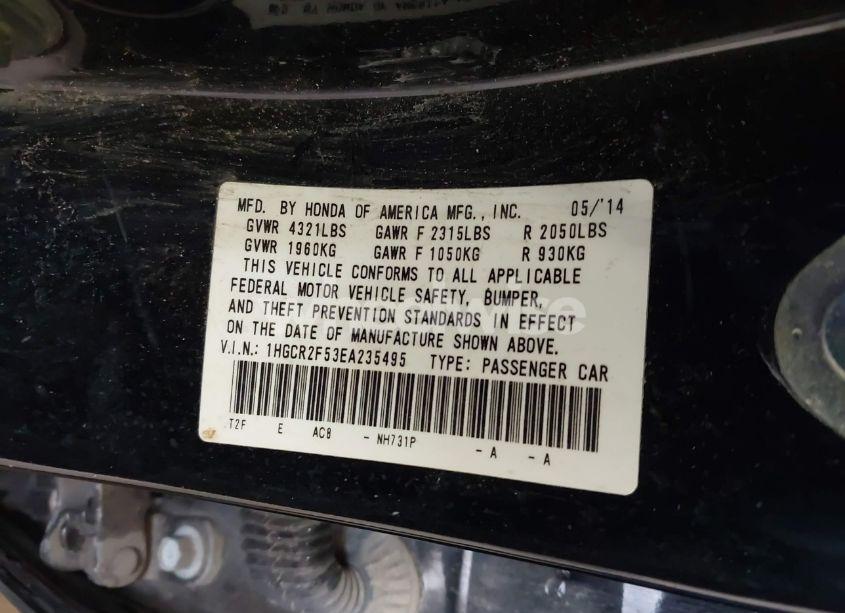 MFD. BY HONDA OF AMERICA MFG., INC. 05/'14
GVWR 4321LBS GAWR F 2315LBS R 2050LBS
GVWR 1960KG GAWR F 1050KG R 930KG
THIS VEHICLE CONFORMS TO ALL APPLICABLE
FEDERAL MOTOR VEHICLE SAFETY, BUMPER,
AND THEFT PREVENTION STANDARDS IN EFFECT
ON THE DATE OF MANUFACTURE SHOWN ABOVE.
V.I.N.: 1HGCR2F53EA235495 TYPE: PASSENGER CAR
T2F E AC8 - NH731P - A - A